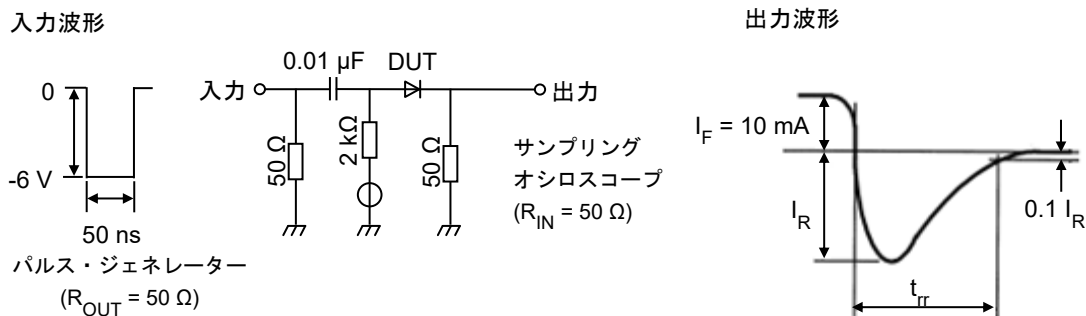 入力波形
0
-6 V
50 ns
パルス・ジェネレーター
(R_OUT = 50 Ω)
0.01 µF
DUT
入力
出力
50 Ω
2 kΩ
50 Ω
サンプリング
オシロスコープ
(R_IN = 50 Ω)
出力波形
I_F = 10 mA
I_R
0.1 I_R
t_rr